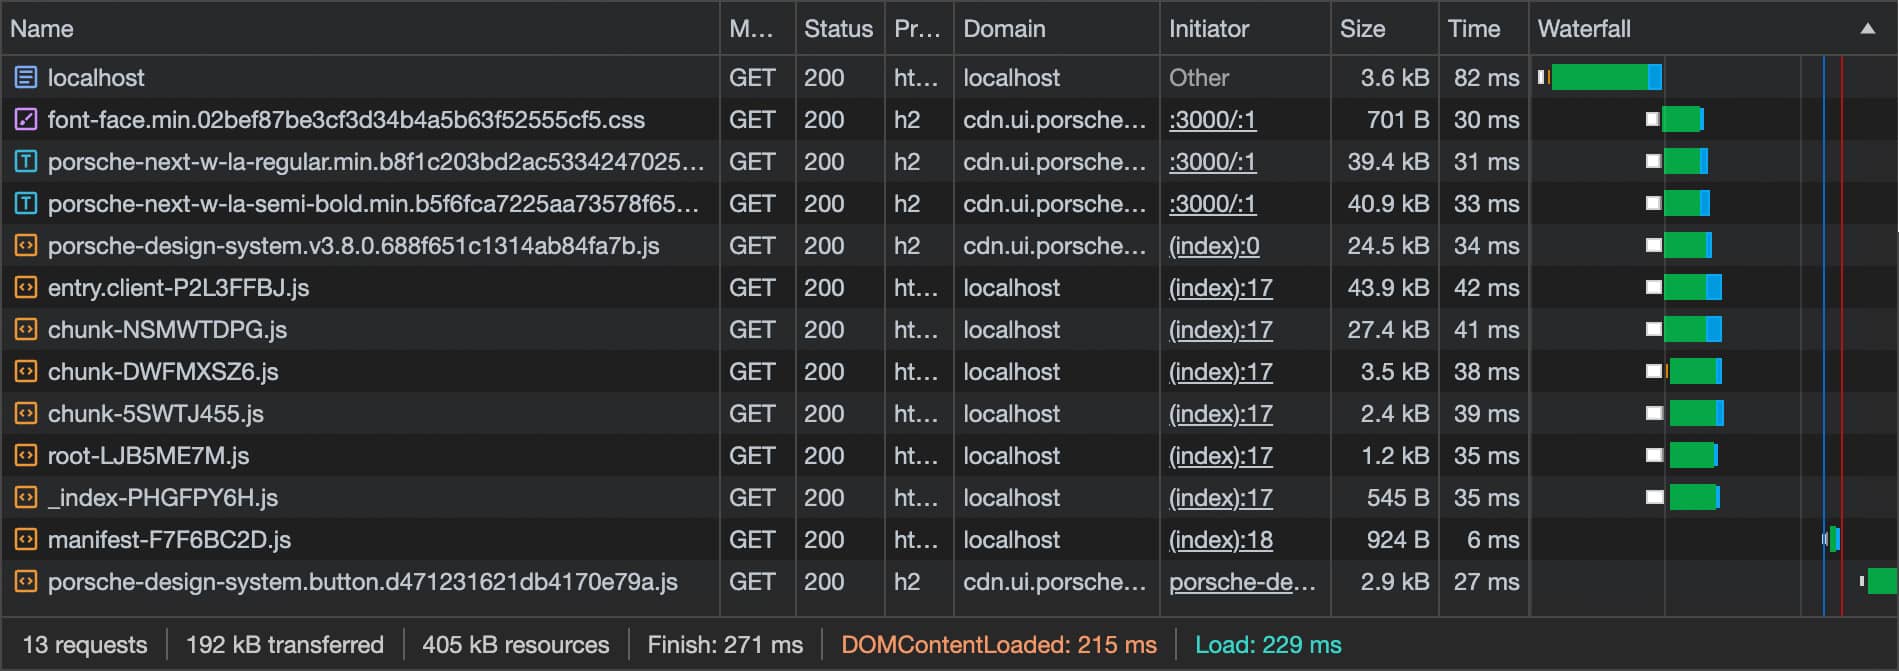 Name M... Status Pr... Domain Initiator Size Time Waterfall
localhost GET 200 ht... localhost Other 3.6 kB 82 ms
font-face.min.02bef87be3cf3d34b4a5b63f52555cf5.css GET 200 h2 cdn.ui.porsche... :3000/:1 701 B 30 ms
porsche-next-w-la-regular.min.b8f1c203bd2ac5334247025... GET 200 h2 cdn.ui.porsche... :3000/:1 39.4 kB 31 ms
porsche-next-w-la-semi-bold.min.b5f6fca7225aa73578f65... GET 200 h2 cdn.ui.porsche... :3000/:1 40.9 kB 33 ms
porsche-design-system.v3.8.0.688f651c1314ab84fa7b.js GET 200 h2 cdn.ui.porsche... (index):0 24.5 kB 34 ms
entry.client-P2L3FFBJ.js GET 200 ht... localhost (index):17 43.9 kB 42 ms
chunk-NSMWTDPG.js GET 200 ht... localhost (index):17 27.4 kB 41 ms
chunk-DWFMXSZ6.js GET 200 ht... localhost (index):17 3.5 kB 38 ms
chunk-5SWTJ455.js GET 200 ht... localhost (index):17 2.4 kB 39 ms
root-LJB5ME7M.js GET 200 ht... localhost (index):17 1.2 kB 35 ms
_index-PHGFPY6H.js GET 200 ht... localhost (index):17 545 B 35 ms
manifest-F7F6BC2D.js GET 200 ht... localhost (index):18 924 B 6 ms
porsche-design-system.button.d471231621db4170e79a.js GET 200 h2 cdn.ui.porsche... porsche-de... 2.9 kB 27 ms
13 requests 192 kB transferred 405 kB resources Finish: 271 ms DOMContentLoaded: 215 ms Load: 229 ms